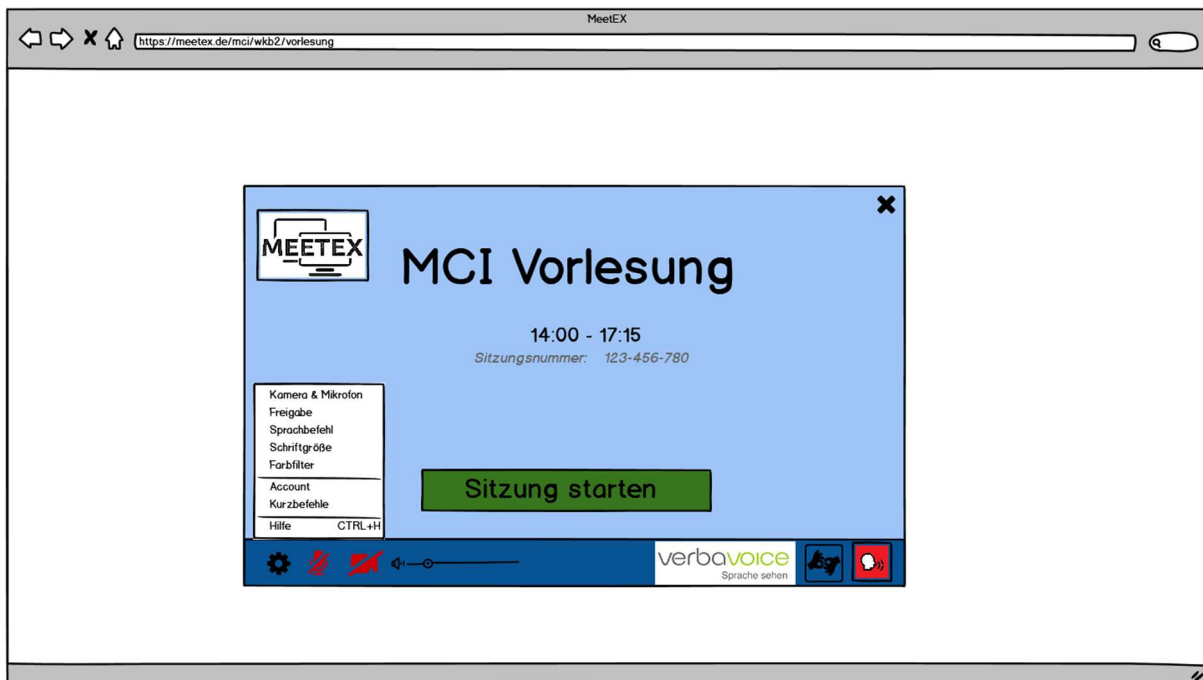 MeetEX
https://meetex.de/mci/wkb2/vorlesung
MEETEX
MCI Vorlesung
14:00 - 17:15
Sitzungsnummer: 123-456-780
Kamera & Mikrofon
Freigabe
Sprachbefehl
Schriftgröße
Farbfilter
Account
Kurzbefehle
Hilfe CTRL+H
Sitzung starten
verbavoice
Sprache sehen